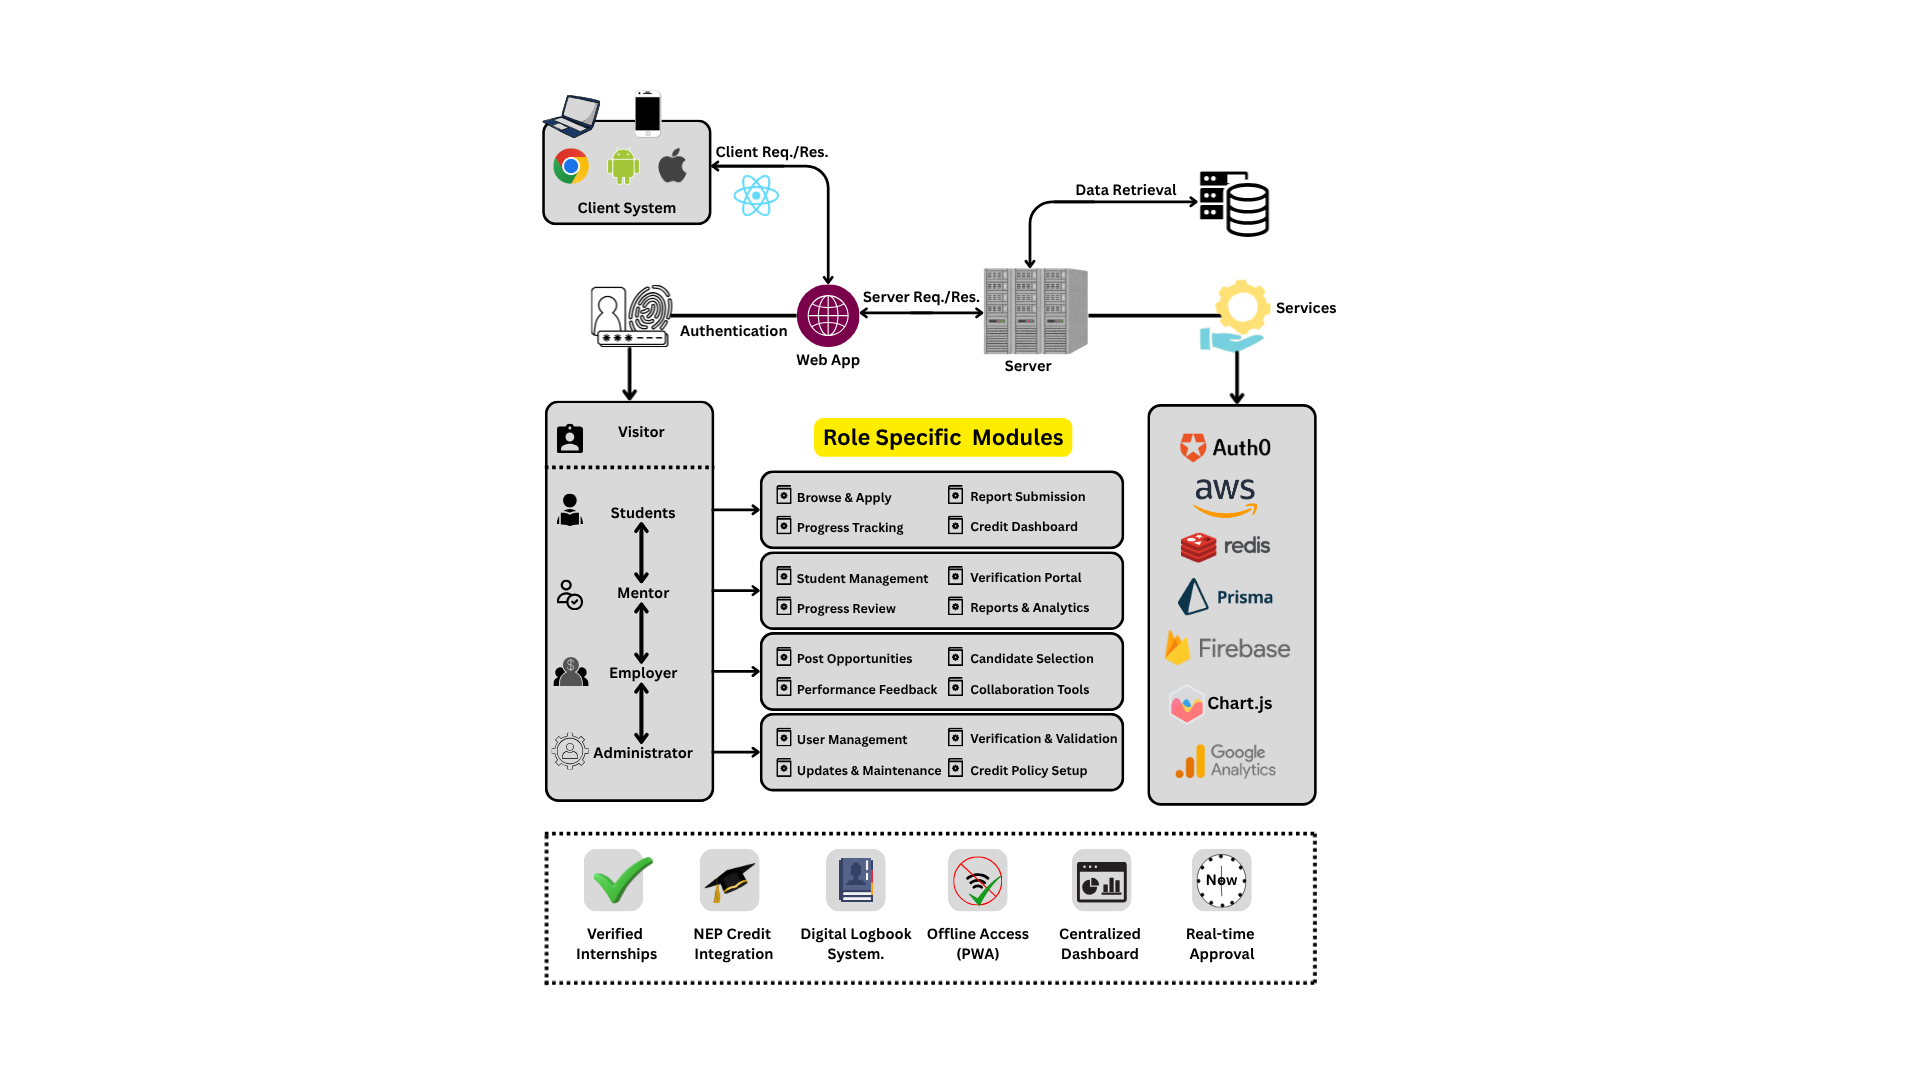 Client Req./Res.
Client System
Data Retrieval
Server Req./Res.
Services
Authentication
***---
Web App
Server
Visitor
Students
Mentor
Employer
Administrator
Role Specific Modules
Browse & Apply
Report Submission
Progress Tracking
Credit Dashboard
Student Management
Verification Portal
Progress Review
Reports & Analytics
Post Opportunities
Candidate Selection
Performance Feedback
Collaboration Tools
User Management
Verification & Validation
Updates & Maintenance
Credit Policy Setup
$
Auth0
aws
redis
Prisma
Firebase
Chart.js
Google
Analytics
Now
Verified
Internships
NEP Credit
Integration
Digital Logbook
System.
Offline Access
(PWA)
Centralized
Dashboard
Real-time
Approval